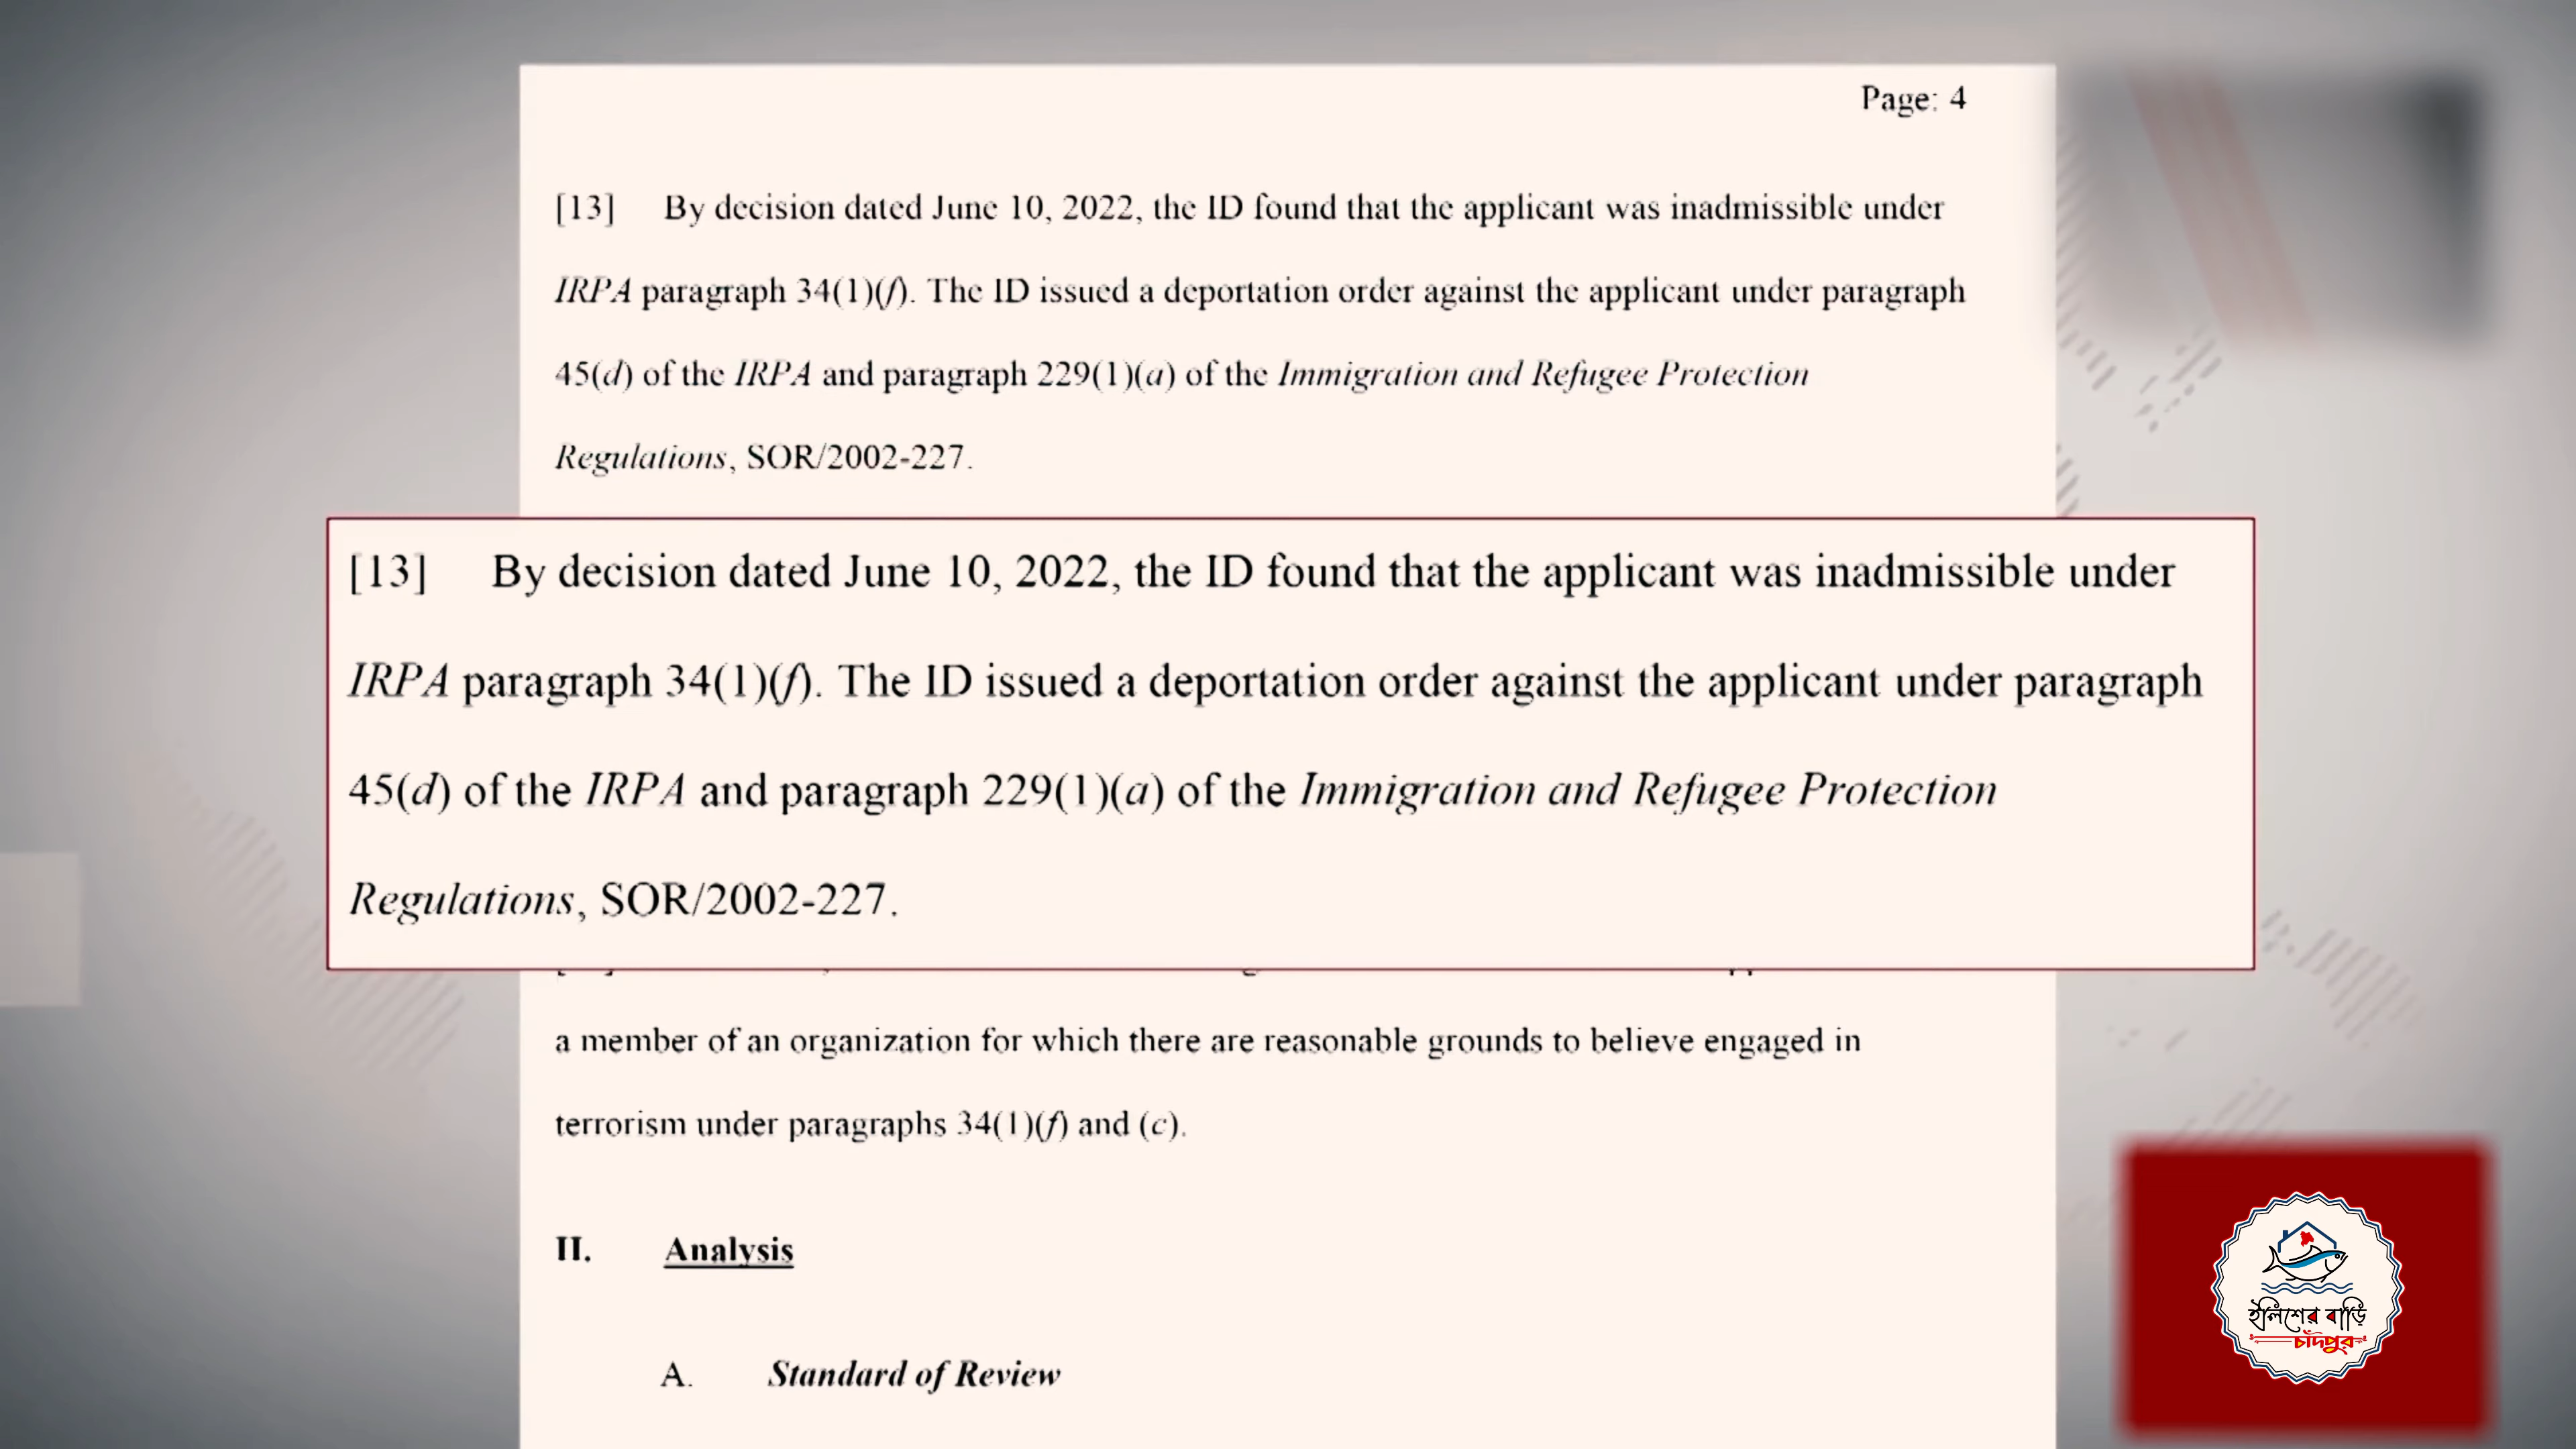 Page: 4
[13] By decision dated June 10, 2022, the ID found that the applicant was inadmissible under
IRPA paragraph 34(1)(f). The ID issued a deportation order against the applicant under paragraph
45(d) of the IRPA and paragraph 229(1)(a) of the Immigration and Refugee Protection
Regulations, SOR/2002-227.
[13] By decision dated June 10, 2022, the ID found that the applicant was inadmissible under
IRPA paragraph 34(1)(f). The ID issued a deportation order against the applicant under paragraph
45(d) of the IRPA and paragraph 229(1)(a) of the Immigration and Refugee Protection
Regulations, SOR/2002-227.
a member of an organization for which there are reasonable grounds to believe engaged in
terrorism under paragraphs 34(1)(f) and (c).
II. Analysis
A. Standard of Review
ইলিশের বাড়ি
চাঁদপুর